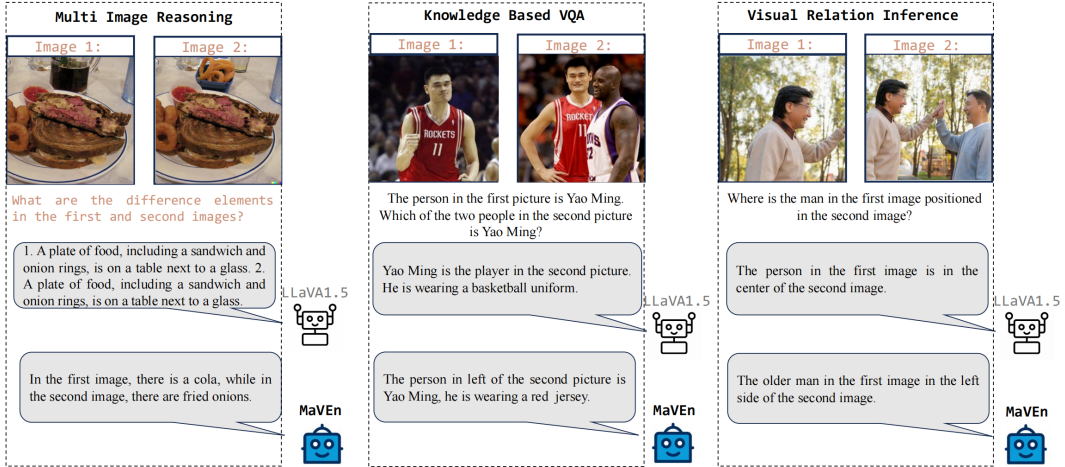 Multi Image Reasoning
Image 1:
Image 2:
What are the difference elements
in the first and second images?
1. A plate of food, including a sandwich and
onion rings, is on a table next to a glass. 2.
A plate of food, including a sandwich and
onion rings, is on a table next to a glass.
LLaVA1.5
In the first image, there is a cola, while in
the second image, there are fried onions.
MaVEn
Knowledge Based VQA
Image 1:
Image 2:
ROCKETS
11
ROCKETS
11
The person in the first picture is Yao Ming.
Which of the two people in the second picture
is Yao Ming?
Yao Ming is the player in the second picture.
He is wearing a basketball uniform.
LLaVA1.5
The person in left of the second picture is
Yao Ming, he is wearing a red jersey.
MaVEn
Visual Relation Inference
Image 1:
Image 2:
Where is the man in the first image positioned
in the second image?
The person in the first image is in the
center of the second image.
LLaVA1.5
The older man in the first image in the left
side of the second image.
MaVEn